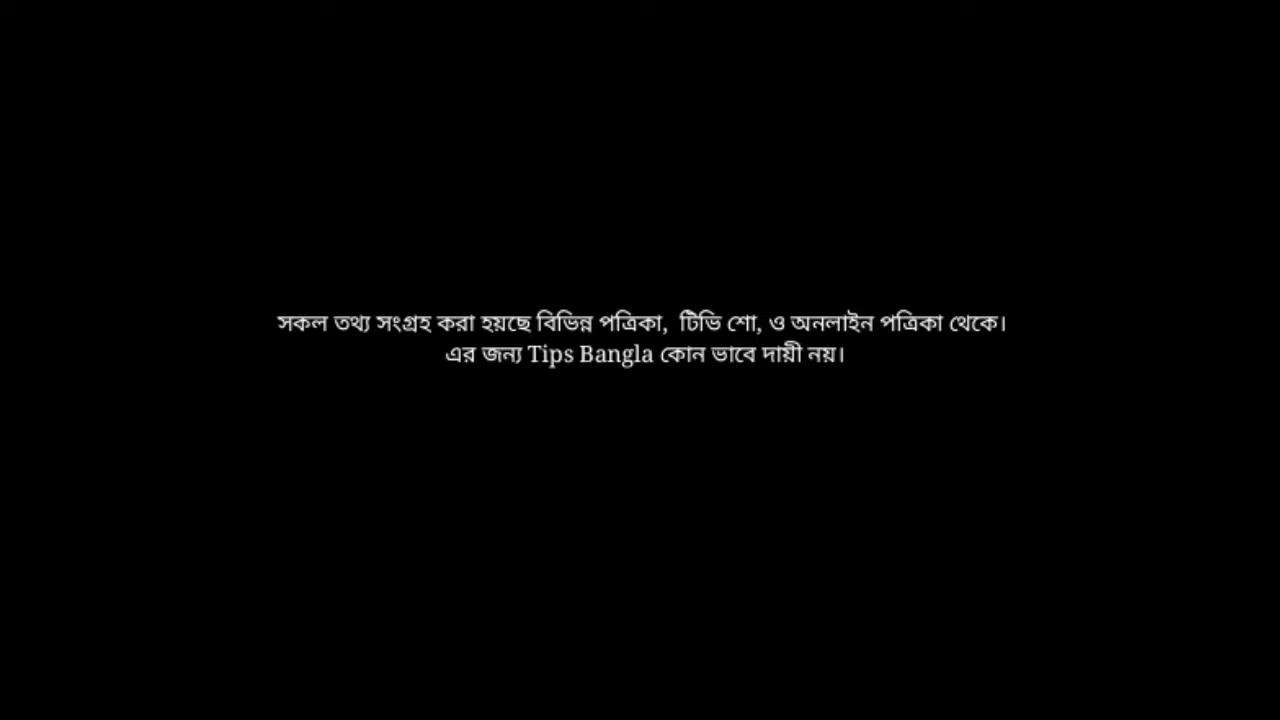 সকল তথ্য সংগ্রহ করা হয়ছে বিভিন্ন পত্রিকা, টিভি শো, ও অনলাইন পত্রিকা থেকে।
এর জন্য Tips Bangla কোন ভাবে দায়ী নয়।